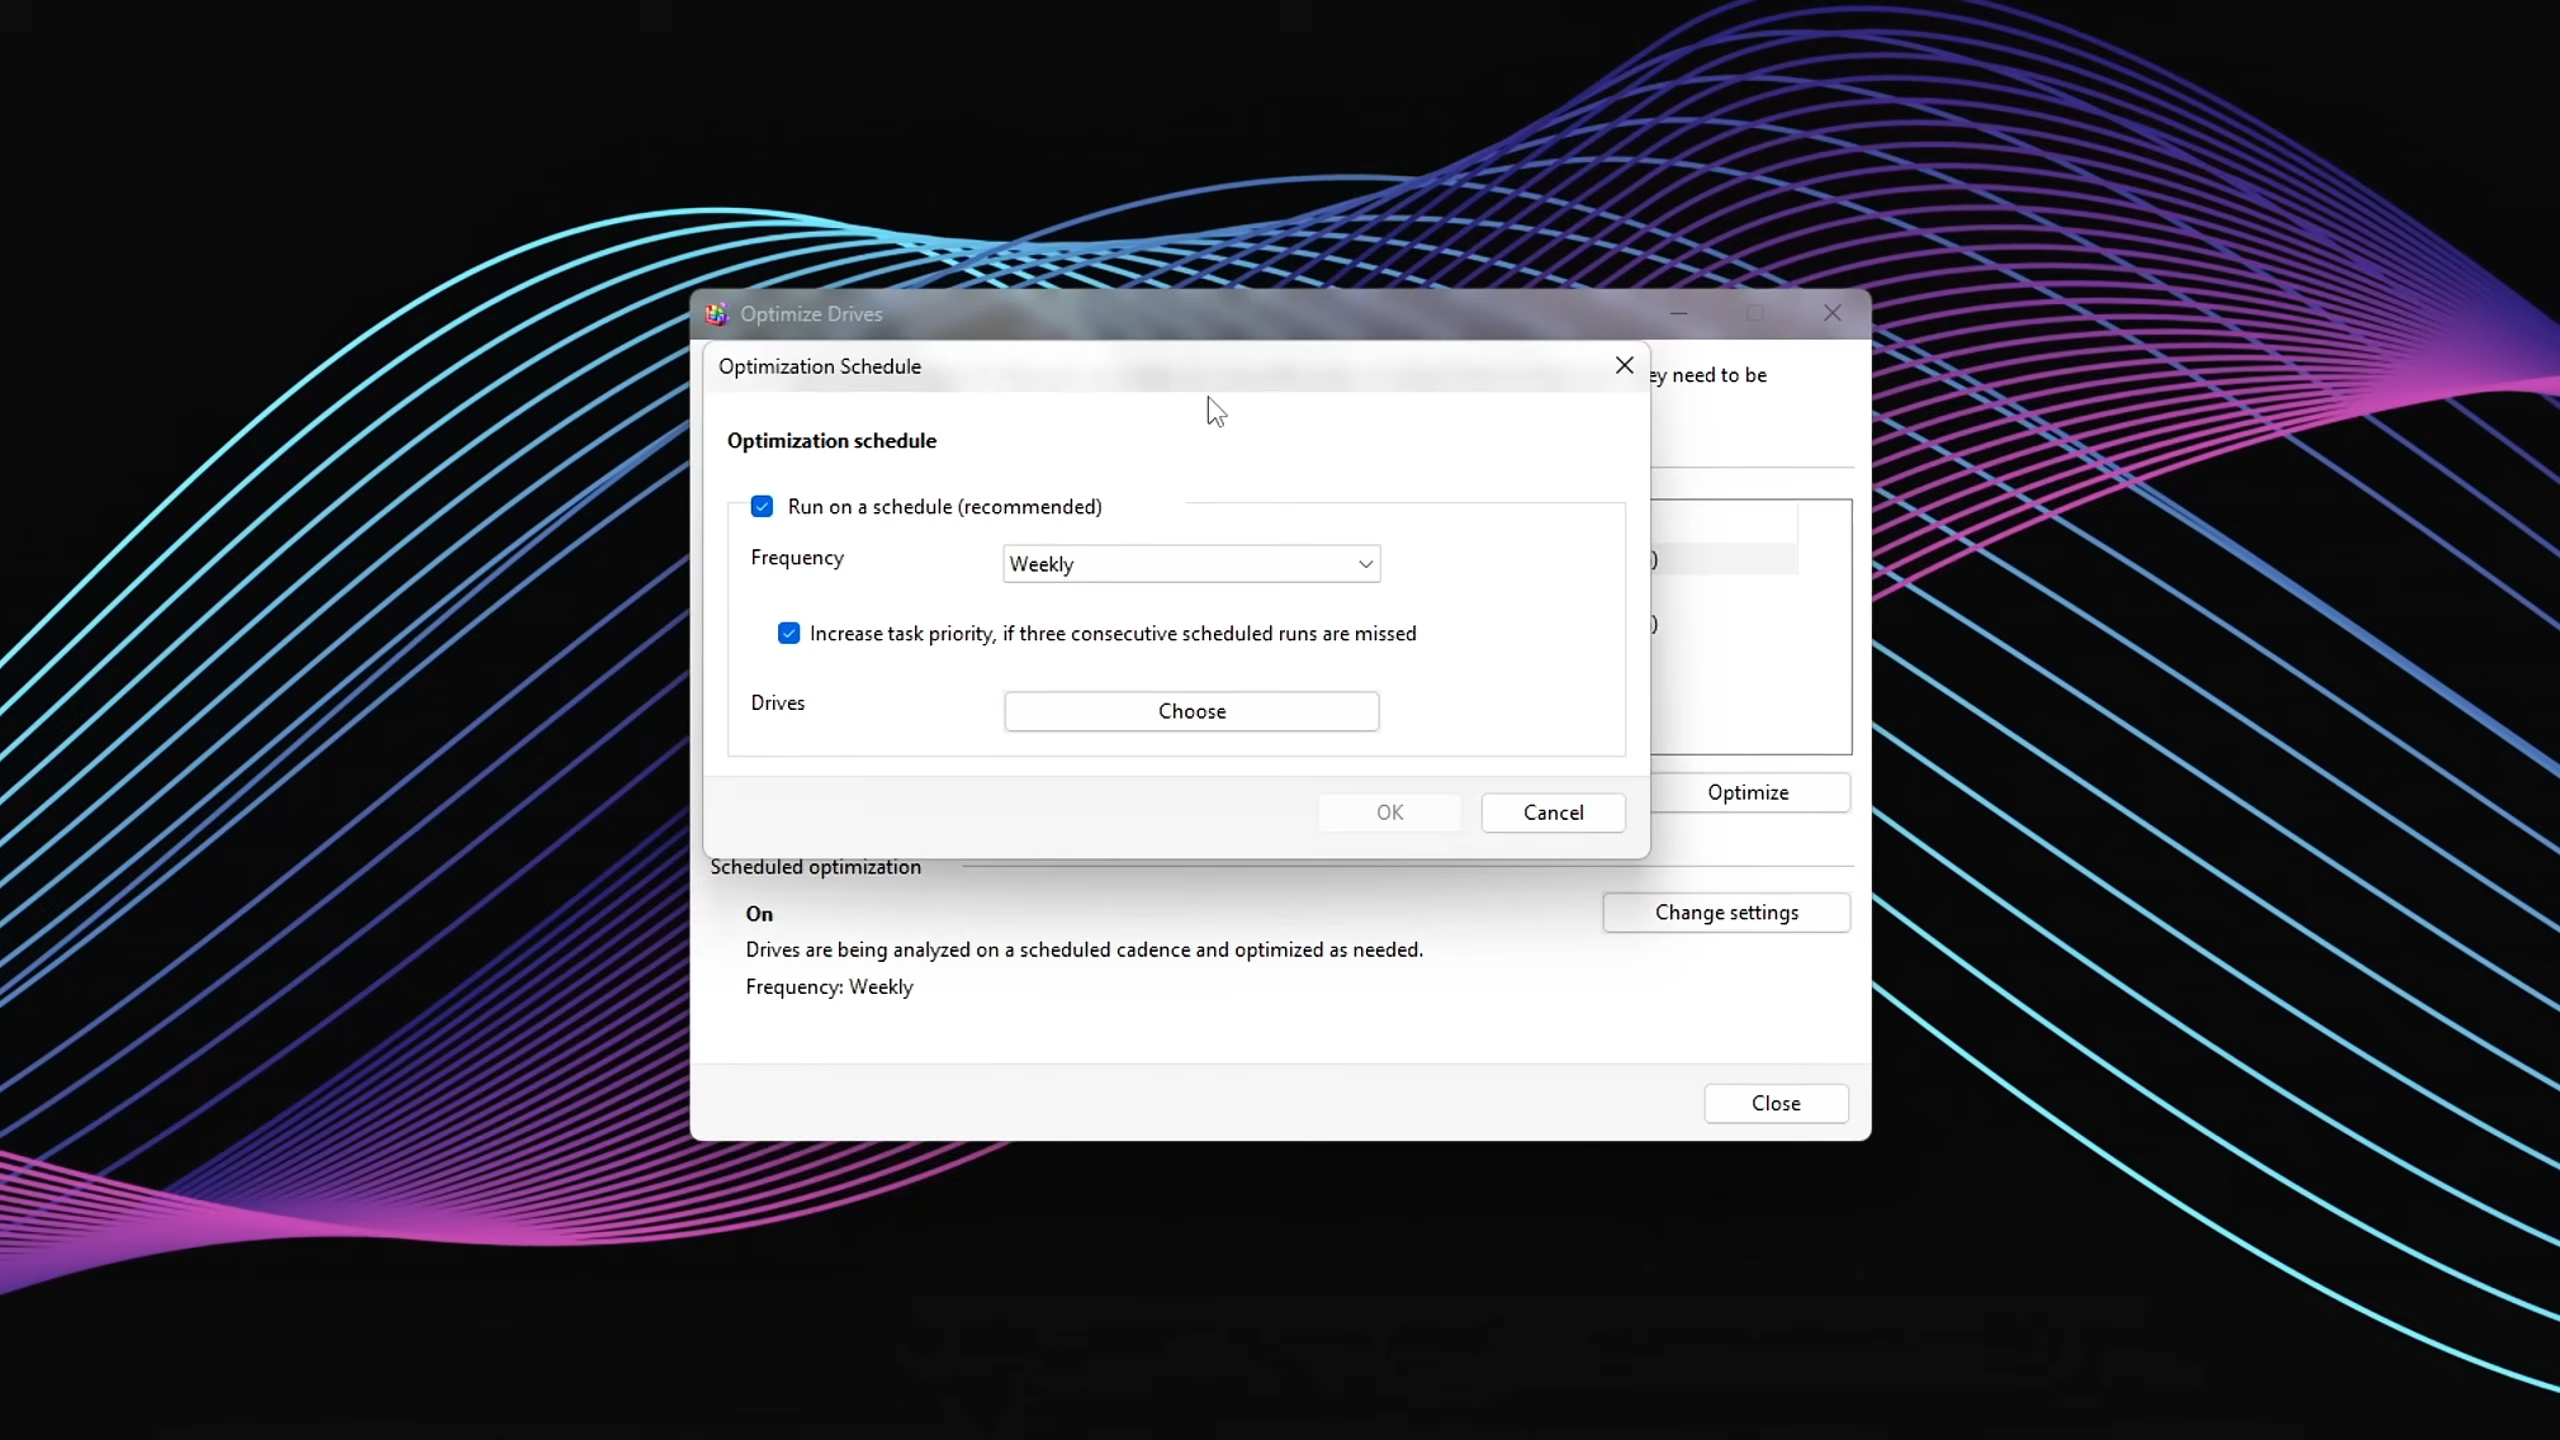 Optimize Drives
Optimization Schedule
ey need to be
Optimization schedule
Run on a schedule (recommended)
Frequency
Weekly
)
Increase task priority, if three consecutive scheduled runs are missed
)
Drives
Choose
Optimize
OK
Cancel
Scheduled optimization
On
Change settings
Drives are being analyzed on a scheduled cadence and optimized as needed.
Frequency: Weekly
Close